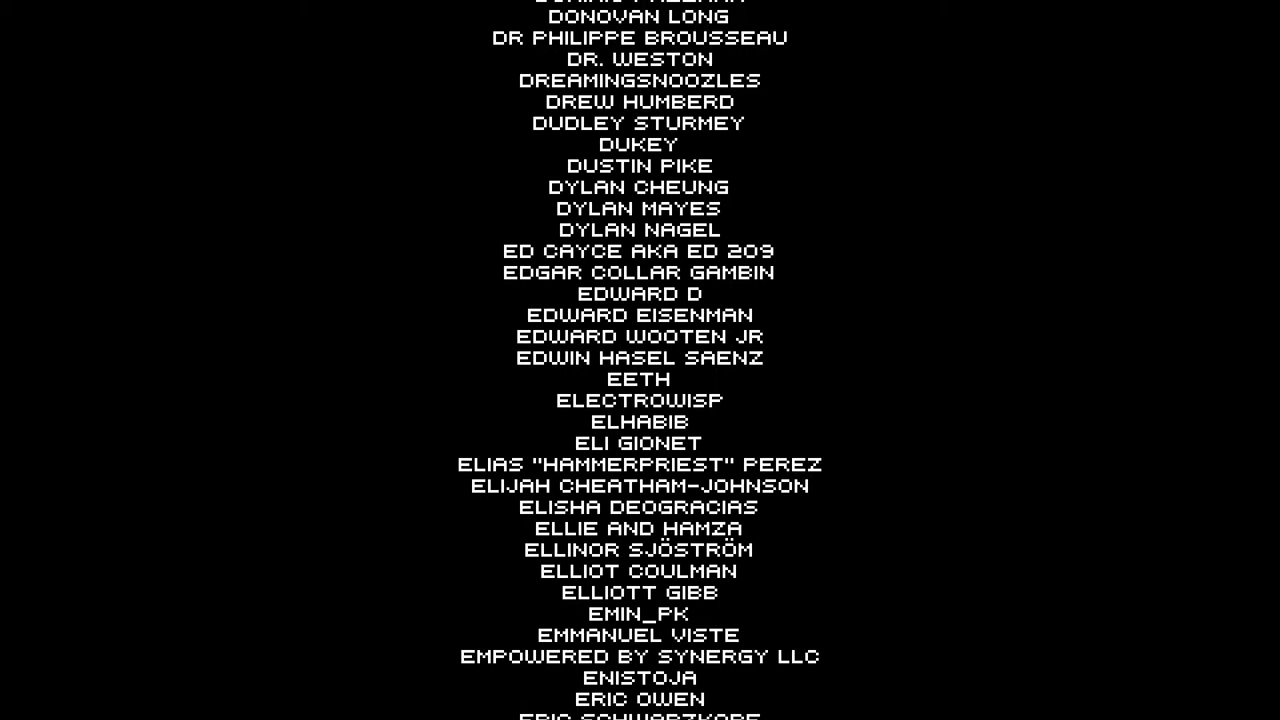 DONOVAN LONG
DR PHILIPPE BROUSSEAU
DR. WESTON
DREAMINGSNOOZLES
DREW HUMBERD
DUDLEY STURMEY
DUKEY
DUSTIN PIKE
DYLAN CHEUNG
DYLAN MAYES
DYLAN NAGEL
ED CAYCE AKA ED 209
EDGAR COLLAR GAMBIN
EDWARD D
EDWARD EISENMAN
EDWARD WOOTEN JR
EDWIN HASEL SAENZ
EETH
ELECTROWISP
ELHABIB
ELI GIONET
ELIAS "HAMMERPRIEST" PEREZ
ELIJAH CHEATHAM-JOHNSON
ELISHA DEOGRACIAS
ELLIE AND HAMZA
ELLINOR SJÖSTRÖM
ELLIOT COULMAN
ELLIOTT GIBB
EMIN_PK
EMMANUEL VISTE
EMPOWERED BY SYNERGY LLC
ENISTOJA
ERIC OWEN